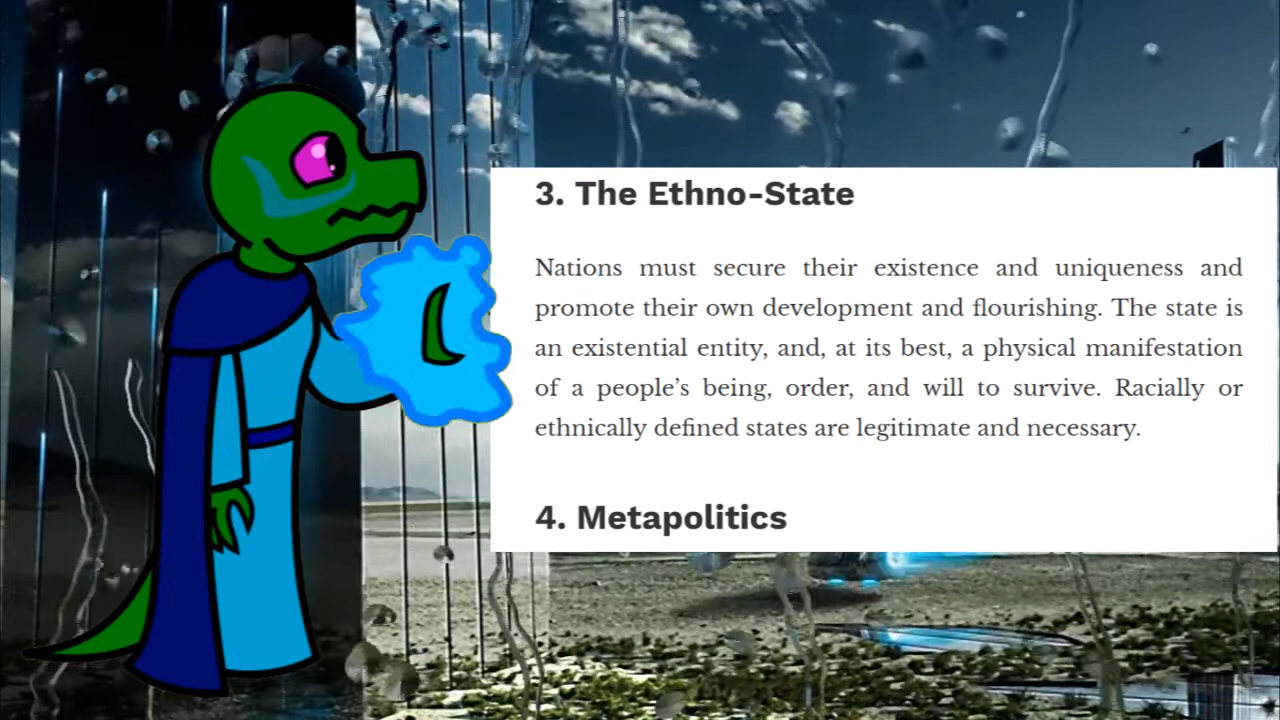 3. The Ethno-State
Nations must secure their existence and uniqueness and
promote their own development and flourishing. The state is
an existential entity, and, at its best, a physical manifestation
of a people’s being, order, and will to survive. Racially or
ethnically defined states are legitimate and necessary.
4. Metapolitics